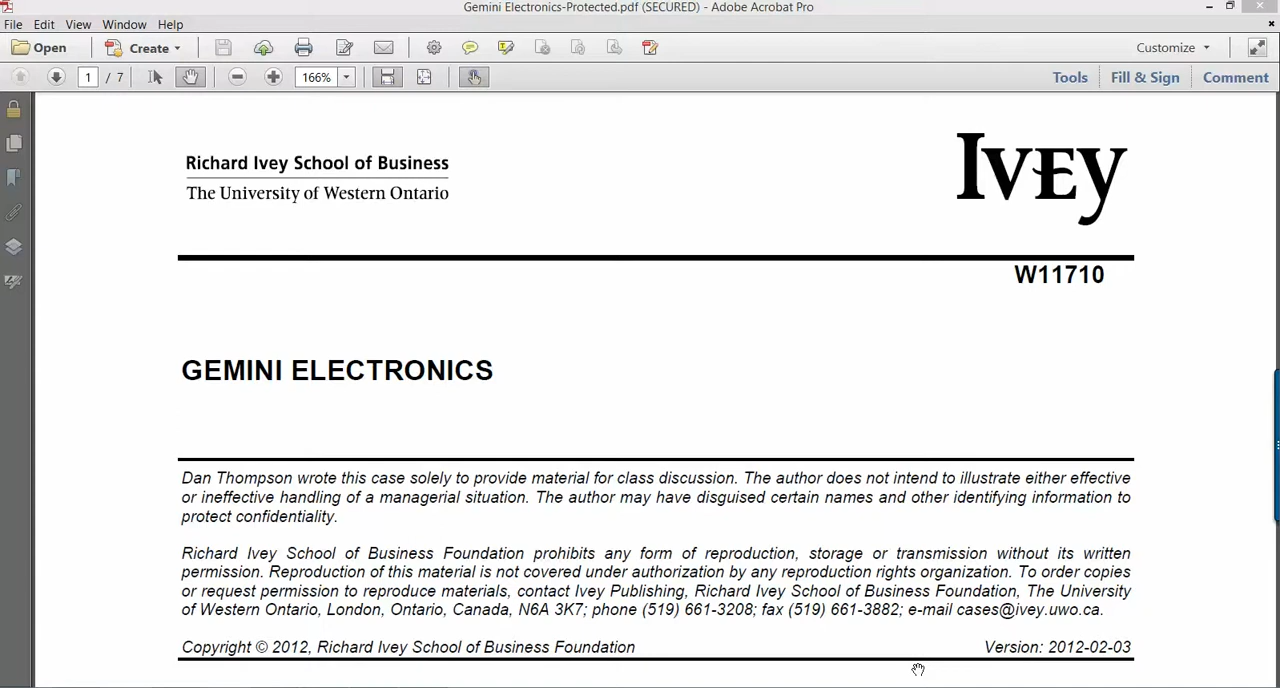 Gemini Electronics-Protected.pdf (SECURED) - Adobe Acrobat Pro
File Edit View Window Help
Open Create Customize
1 / 7 166% Tools Fill & Sign Comment
Richard Ivey School of Business
The University of Western Ontario
IVEY
W11710
GEMINI ELECTRONICS
Dan Thompson wrote this case solely to provide material for class discussion. The author does not intend to illustrate either effective
or ineffective handling of a managerial situation. The author may have disguised certain names and other identifying information to
protect confidentiality.
Richard Ivey School of Business Foundation prohibits any form of reproduction, storage or transmission without its written
permission. Reproduction of this material is not covered under authorization by any reproduction rights organization. To order copies
or request permission to reproduce materials, contact Ivey Publishing, Richard Ivey School of Business Foundation, The University
of Western Ontario, London, Ontario, Canada, N6A 3K7; phone (519) 661-3208; fax (519) 661-3882; e-mail cases@ivey.uwo.ca.
Copyright © 2012, Richard Ivey School of Business Foundation Version: 2012-02-03